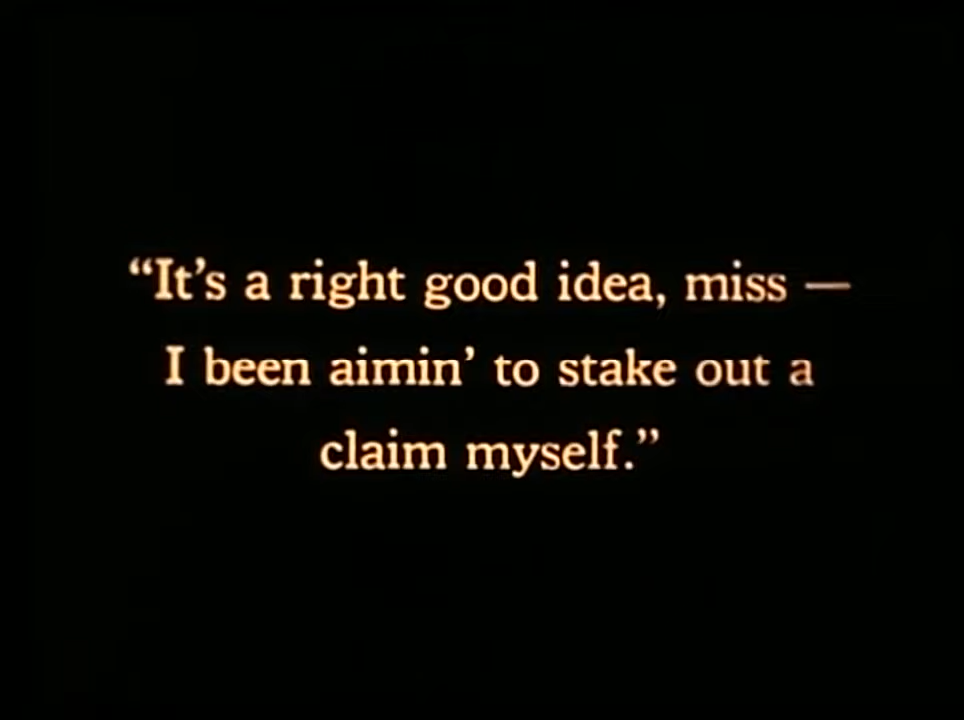 “It’s a right good idea, miss —
I been aimin’ to stake out a
claim myself.”